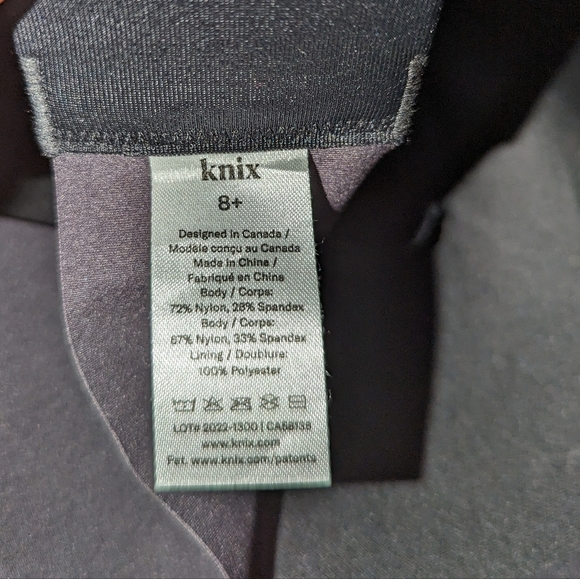 knix
8+
Designed in Canada /
Modèle conçu au Canada
Made in China /
Fabriqué en China
Body / Corps:
72% Nylon, 28% Spandex
Body / Corps:
67% Nylon, 33% Spandex
Lining / Doublure:
100% Polyester
LOT# 2022-1300 | CA58138
www.knix.com
Pat. www.knix.com/patents